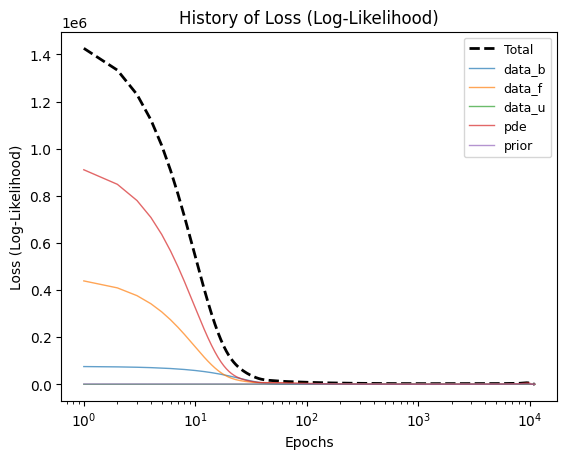 History of Loss (Log-Likelihood)
1e6
Total
data_b
data_f
data_u
pde
prior
Loss (Log-Likelihood)
1.4
1.2
1.0
0.8
0.6
0.4
0.2
0.0
10^0 10^1 10^2 10^3 10^4
Epochs